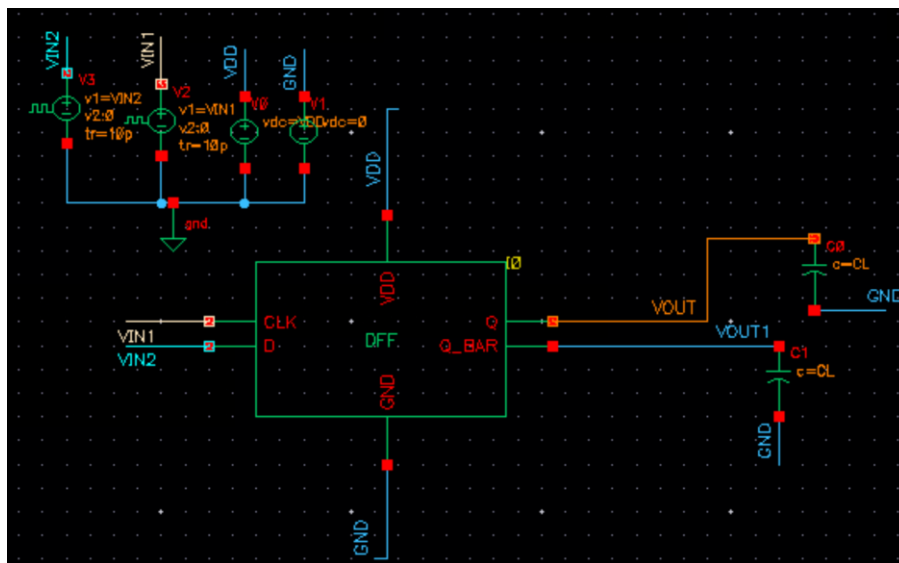 VIN2
VIN1
VDD
GND
V3
v1=VIN2
v2:0
tr=10p
V2
v1=VIN1
v2:0
tr=10p
V0
vdc=VDD
V1
vdc=0
gnd
VDD
I0
VDD
CLK
D
DFF
Q
Q_BAR
GND
VIN1
VIN2
VOUT
VOUT1
C0
c=CL
GND
C1
c=CL
GND
GND